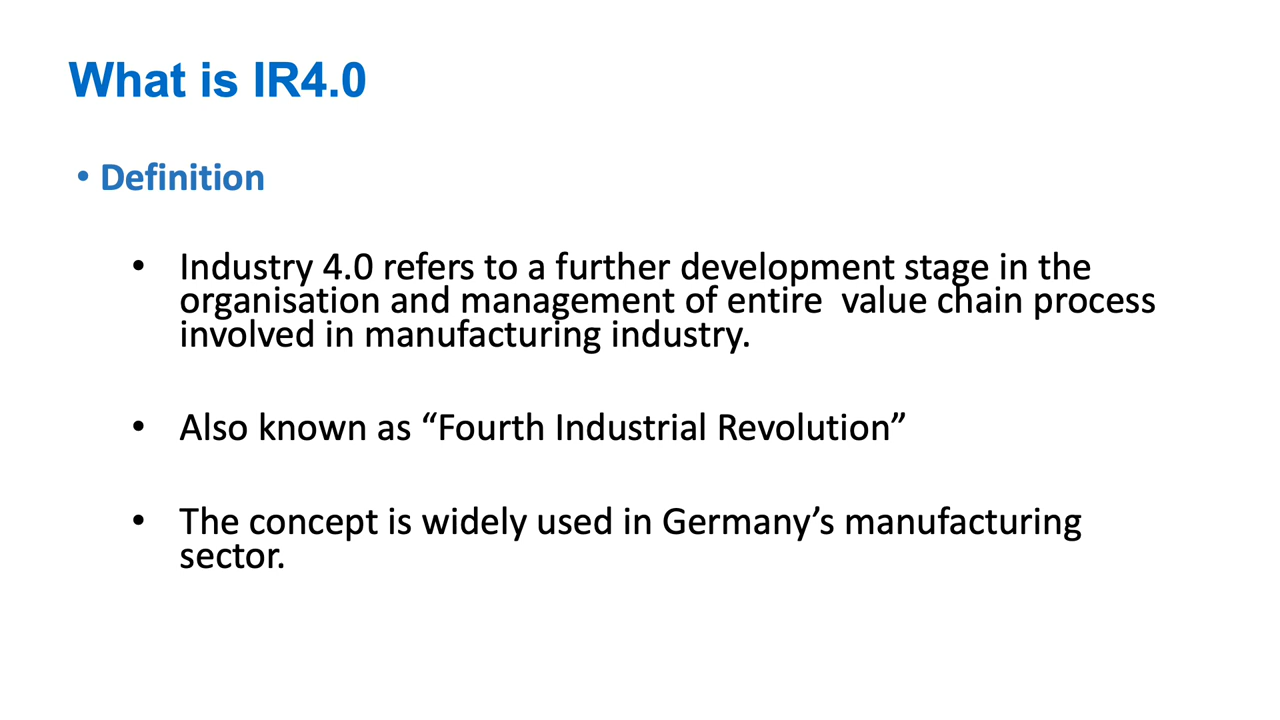 What is IR4.0
• Definition
• Industry 4.0 refers to a further development stage in the
organisation and management of entire  value chain process
involved in manufacturing industry.
• Also known as “Fourth Industrial Revolution”
• The concept is widely used in Germany’s manufacturing
sector.